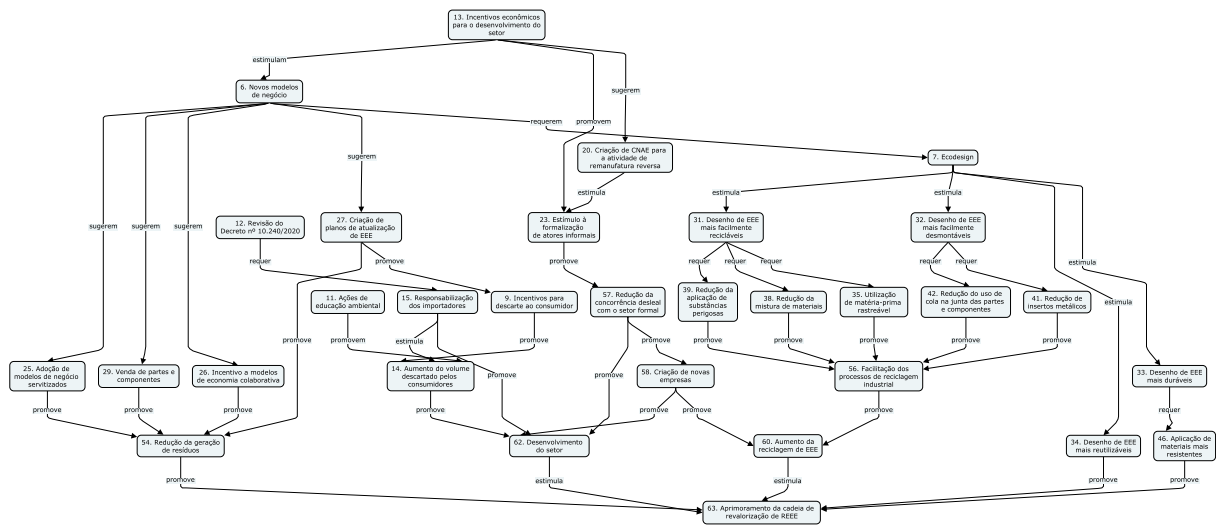 13. Incentivos econômicos
para o desenvolvimento do
setor
estimulam
6. Novos modelos
de negócio
sugerem
requerem
promovem
20. Criação de CNAE para
a atividade de
remanufatura reversa
7. Ecodesign
sugerem
estimula
estimula
estimula
12. Revisão do
Decreto nº 10.240/2020
27. Criação de
planos de atualização
de EEE
23. Estímulo à
formalização
de atores informais
31. Desenho de EEE
mais facilmente
recicláveis
32. Desenho de EEE
mais facilmente
desmontáveis
sugerem
sugerem
sugerem
requer
promove
promove
requer
requer
requer
requer
requer
estimula
11. Ações de
educação ambiental
15. Responsabilização
dos importadores
9. Incentivos para
descarte ao consumidor
57. Redução da
concorrência desleal
com o setor formal
39. Redução da
aplicação de
substâncias
perigosas
38. Redução da
mistura de materiais
35. Utilização
de matéria-prima
rastreável
42. Redução do uso de
cola na junta das partes
e componentes
41. Redução de
insertos metálicos
estimula
promove
promovem
estimula
promove
promove
promove
promove
promove
promove
promove
25. Adoção de
modelos de negócio
servitizados
29. Venda de partes e
componentes
26. Incentivo a modelos
de economia colaborativa
14. Aumento do volume
descartado pelos
consumidores
promove
promove
58. Criação de novas
empresas
56. Facilitação dos
processos de reciclagem
industrial
33. Desenho de EEE
mais duráveis
promove
promove
promove
promove
promove
promove
promove
requer
54. Redução da geração
de resíduos
62. Desenvolvimento
do setor
60. Aumento da
reciclagem de EEE
34. Desenho de EEE
mais reutilizáveis
46. Aplicação de
materiais mais
resistentes
promove
estimula
estimula
promove
promove
63. Aprimoramento da cadeia de
revalorização de REEE